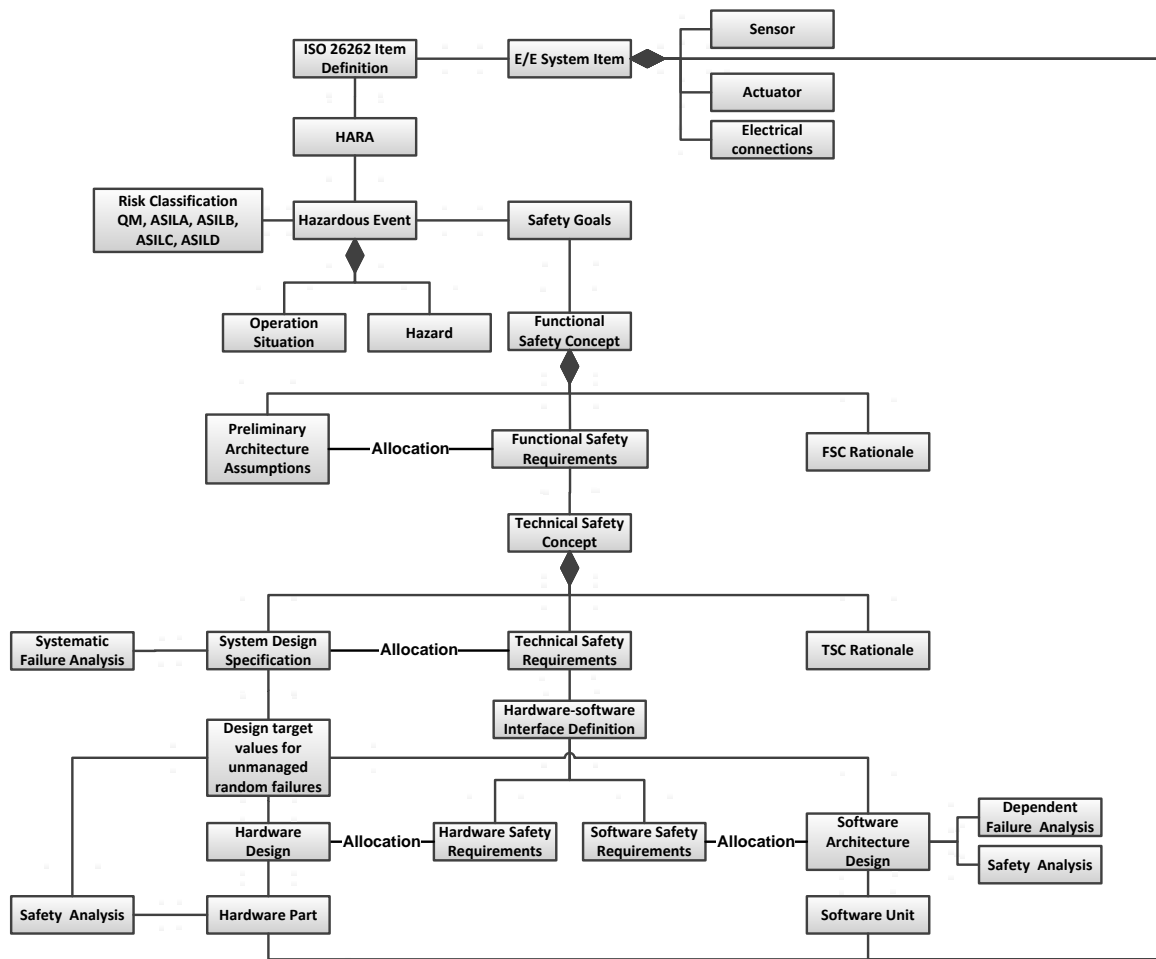 Sensor
ISO 26262 Item
Definition
E/E System Item
Actuator
Electrical
connections
HARA
Risk Classification
QM, ASILA, ASILB,
ASILC, ASILD
Hazardous Event
Safety Goals
Operation
Situation
Hazard
Functional
Safety Concept
Preliminary
Architecture
Assumptions
Allocation
Functional Safety
Requirements
FSC Rationale
Technical Safety
Concept
Systematic
Failure Analysis
System Design
Specification
Allocation
Technical Safety
Requirements
TSC Rationale
Hardware-software
Interface Definition
Design target
values for
unmanaged
random failures
Hardware
Design
Allocation
Hardware Safety
Requirements
Software Safety
Requirements
Allocation
Software
Architecture
Design
Dependent
Failure Analysis
Safety Analysis
Safety Analysis
Hardware Part
Software Unit